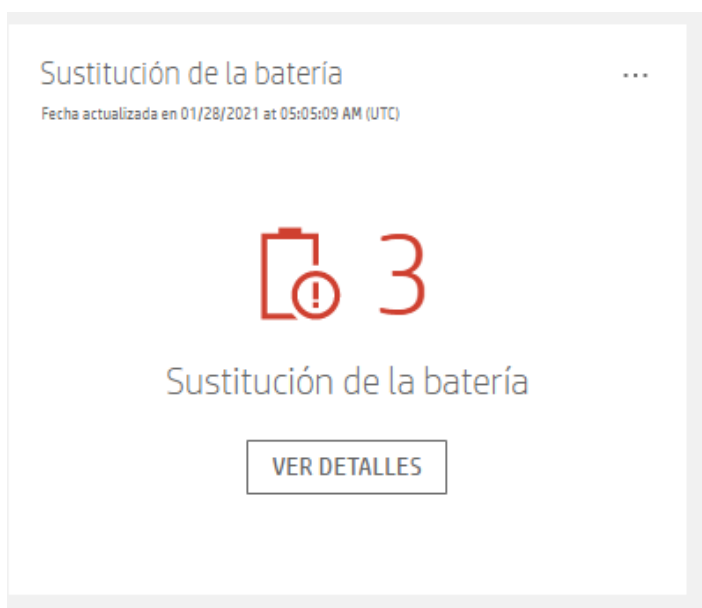 Sustitución de la batería
...
Fecha actualizada en 01/28/2021 at 05:05:09 AM (UTC)
3
Sustitución de la batería
VER DETALLES